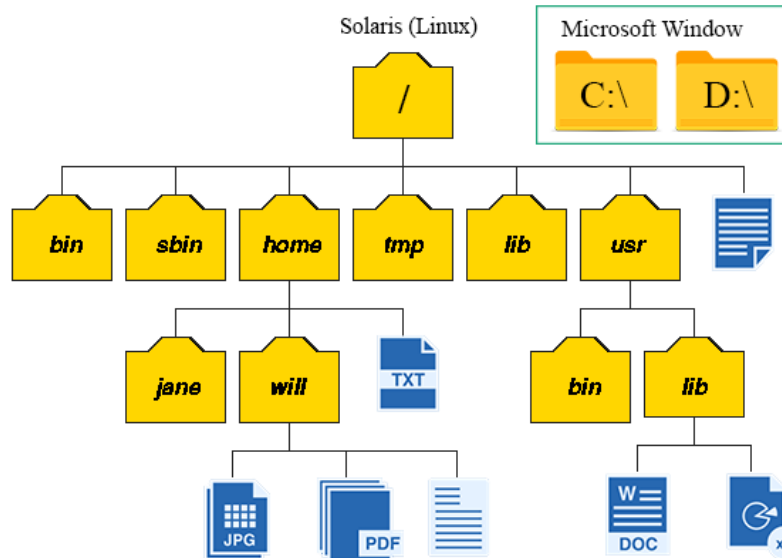 Solaris (Linux)
Microsoft Window
/
C:\
D:\
bin
sbin
home
tmp
lib
usr
jane
will
TXT
bin
lib
JPG
PDF
W
DOC
x